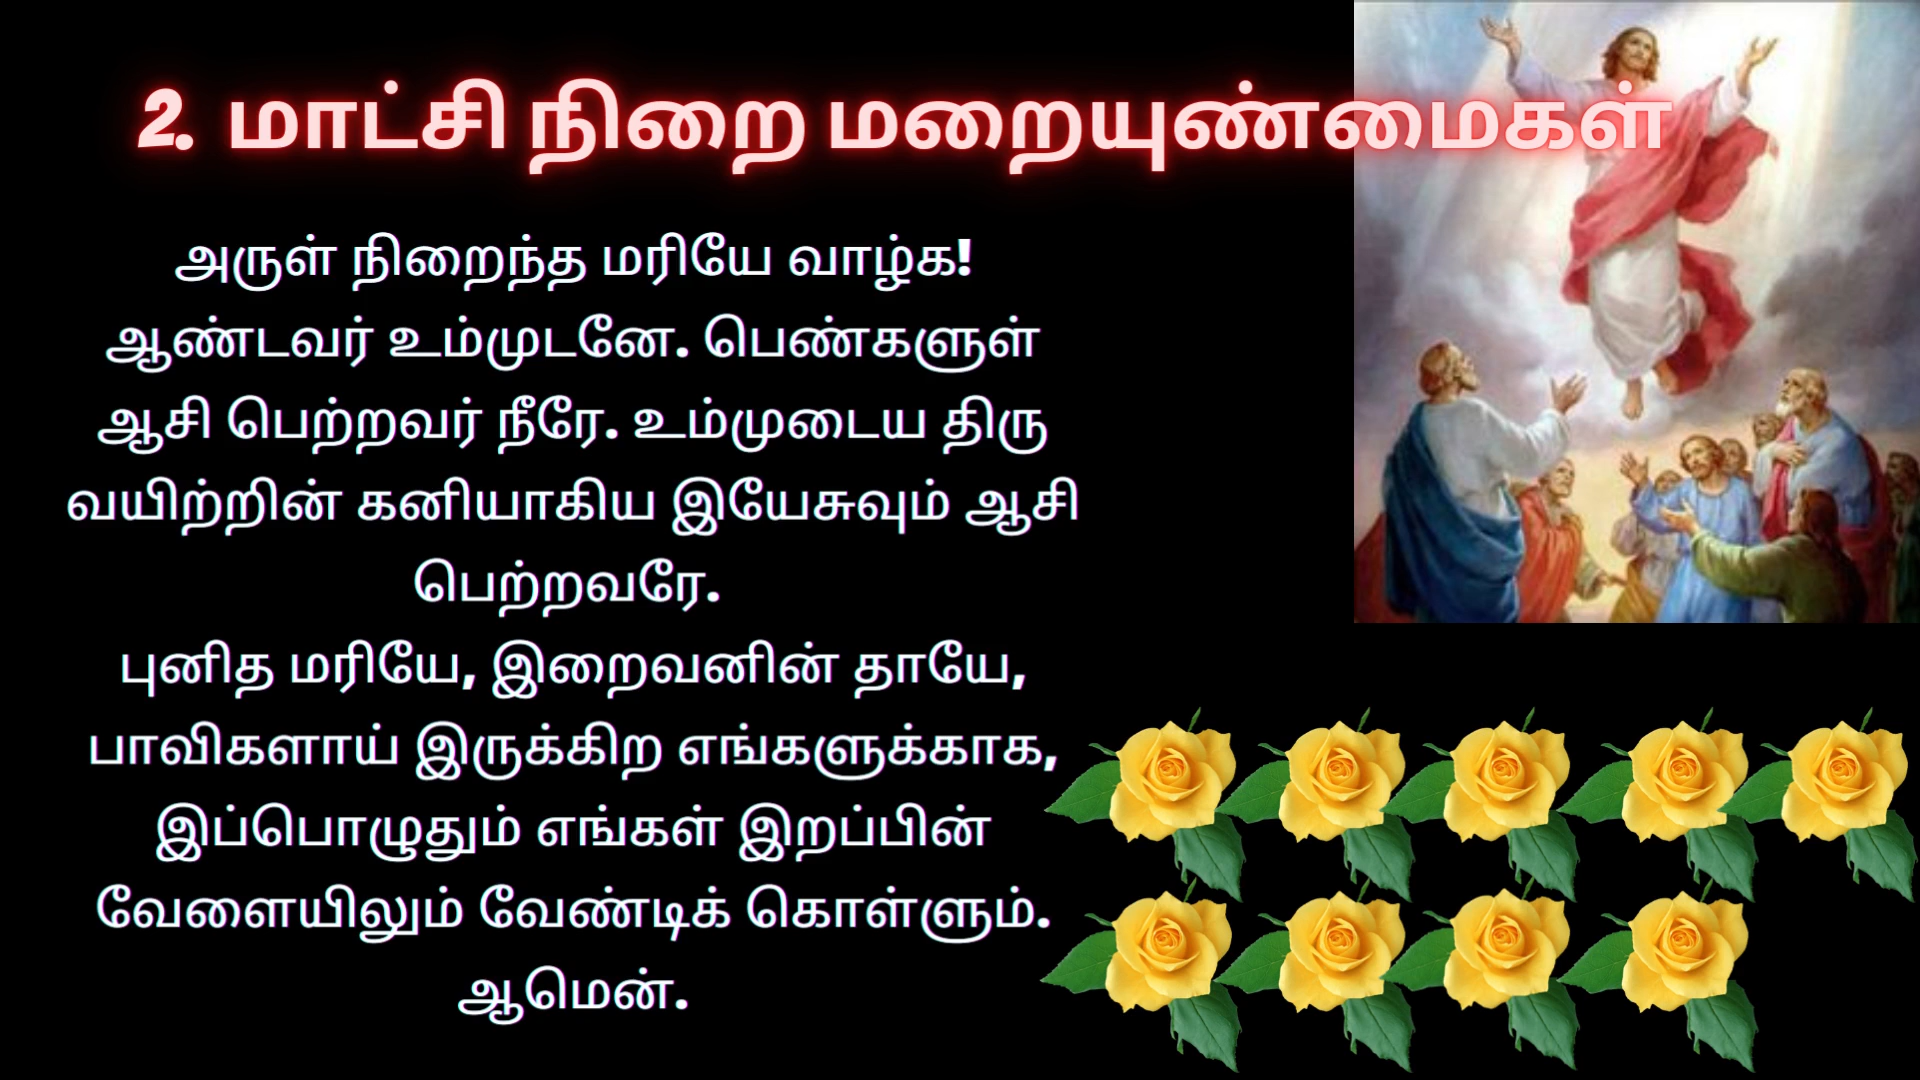 2. மாட்சி நிறை மறையுண்மைகள்
அருள் நிறைந்த மரியே வாழ்க!
ஆண்டவர் உம்முடனே. பெண்களுள்
ஆசி பெற்றவர் நீரே. உம்முடைய திரு
வயிற்றின் கனியாகிய இயேசுவும் ஆசி
பெற்றவரே.
புனித மரியே, இறைவனின் தாயே,
பாவிகளாய் இருக்கிற எங்களுக்காக,
இப்பொழுதும் எங்கள் இறப்பின்
வேளையிலும் வேண்டிக் கொள்ளும்.
ஆமென்.